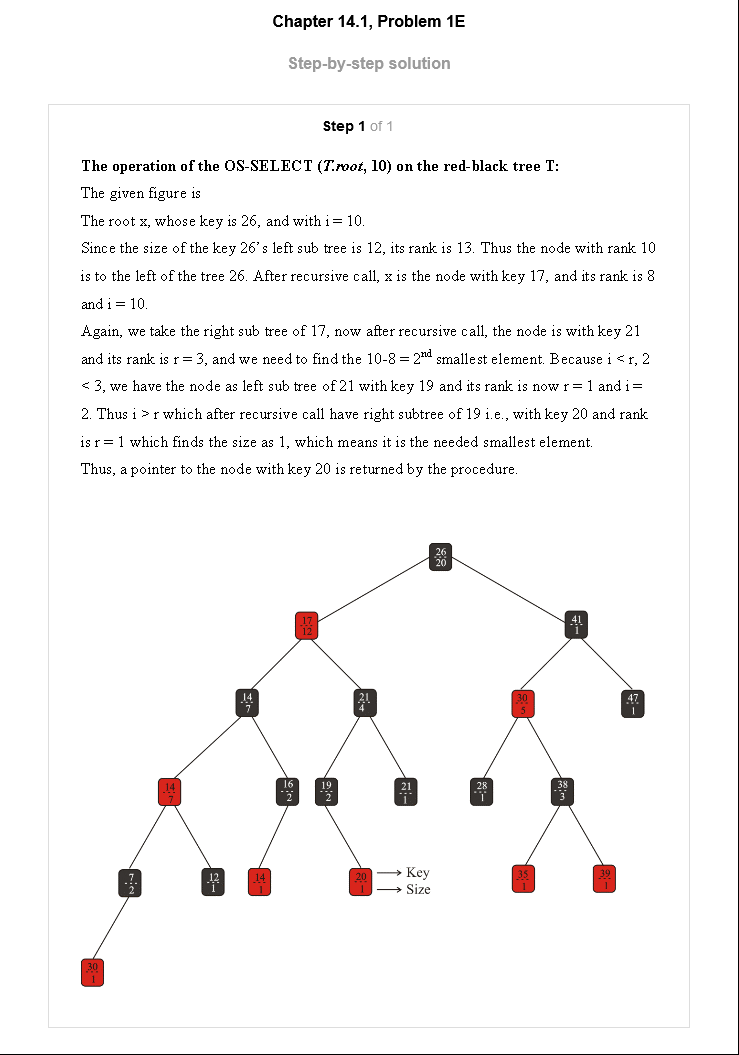 Chapter 14.1, Problem 1E
Step-by-step solution
Step 1 of 1
The operation of the OS-SELECT (T.root, 10) on the red-black tree T:
The given figure is
The root x, whose key is 26, and with i = 10.
Since the size of the key 26's left sub tree is 12, its rank is 13. Thus the node with rank 10
is to the left of the tree 26. After recursive call, x is the node with key 17, and its rank is 8
and i = 10.
Again, we take the right sub tree of 17, now after recursive call, the node is with key 21
and its rank is r = 3, and we need to find the 10-8 = 2nd smallest element. Because i < r, 2
< 3, we have the node as left sub tree of 21 with key 19 and its rank is now r = 1 and i =
2. Thus i > r which after recursive call have right subtree of 19 i.e., with key 20 and rank
is r = 1 which finds the size as 1, which means it is the needed smallest element.
Thus, a pointer to the node with key 20 is returned by the procedure.
26
20
17
12
41
1
14
7
21
4
30
5
47
1
14
7
16
2
19
2
21
1
28
1
38
3
7
2
12
1
14
1
20
1
Key
Size
35
1
39
1
30
1